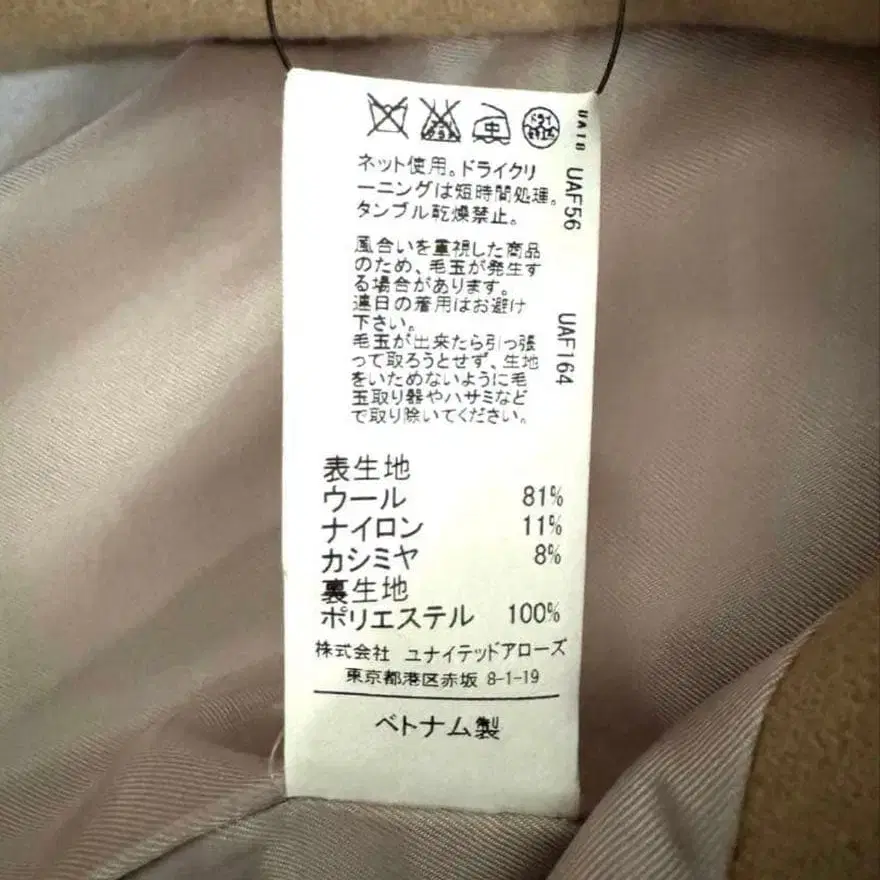 中
ドライ
セキユ系
UA18
ネット使用。ドライクリ
ーニングは短時間処理。
タンブル乾燥禁止。
UAF56
風合いを重視した商品
のため、毛玉が発生す
る場合があります。
連日の着用はお避け
下さい。
毛玉が出来たら引っ張
って取ろうとせず、生地
をいためないように毛
玉取り器やハサミなど
で取り除いてください。
UAF164
表生地
ウール 81%
ナイロン 11%
カシミヤ 8%
裏生地
ポリエステル 100%
株式会社 ユナイテッドアローズ
東京都港区赤坂 8-1-19
ベトナム製